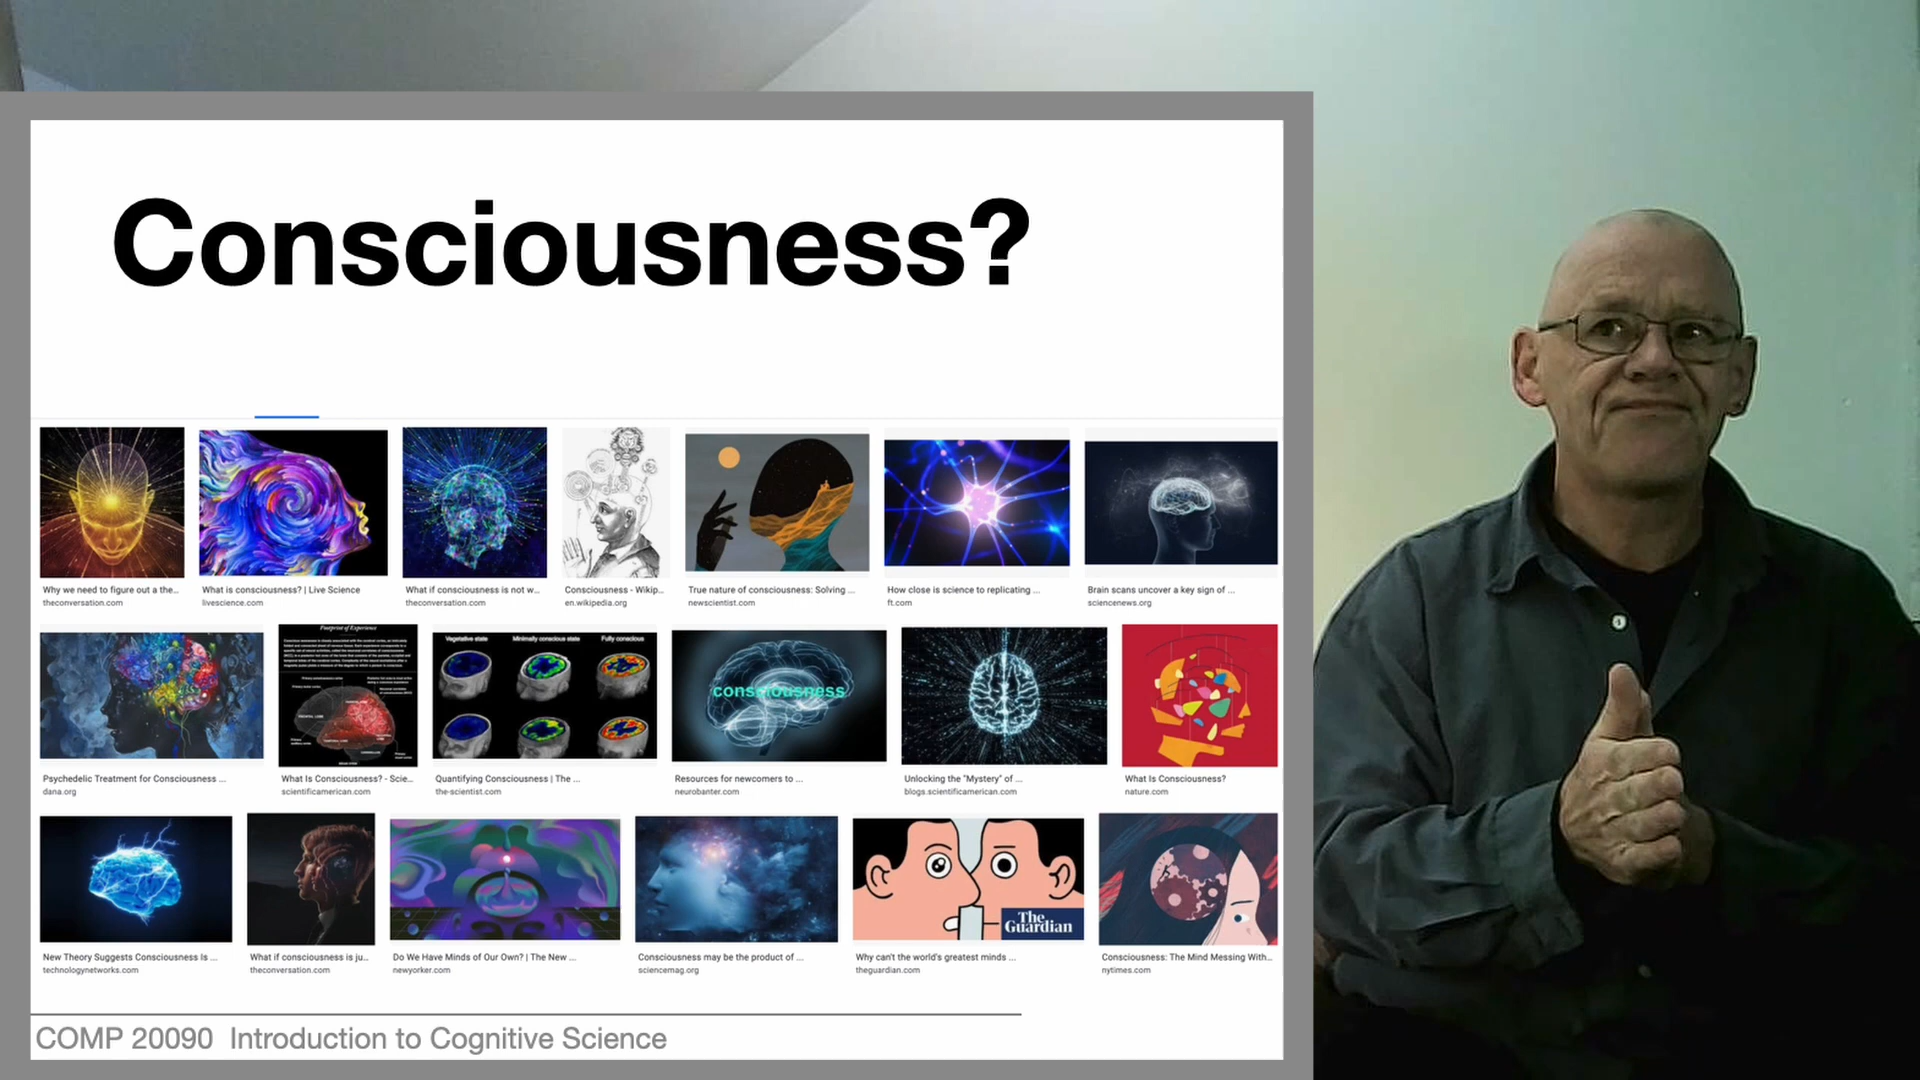 Consciousness?
Why we need to figure out a the...
theconversation.com
What is consciousness? | Live Science
livescience.com
What if consciousness is not w...
theconversation.com
Consciousness - Wikip...
en.wikipedia.org
True nature of consciousness: Solving ...
newscientist.com
How close is science to replicating ...
ft.com
Brain scans uncover a key sign of ...
sciencenews.org
Footprint of Experience
Vegetative state
Minimally conscious state
Fully conscious
consciousness
Psychedelic Treatment for Consciousness ...
dana.org
What Is Consciousness? - Scie...
scientificamerican.com
Quantifying Consciousness | The ...
the-scientist.com
Resources for newcomers to ...
neurobanter.com
Unlocking the "Mystery" of ...
blogs.scientificamerican.com
What Is Consciousness?
nature.com
The
Guardian
New Theory Suggests Consciousness Is ...
technologynetworks.com
What if consciousness is ju...
theconversation.com
Do We Have Minds of Our Own? | The New ...
newyorker.com
Consciousness may be the product of ...
sciencemag.org
Why can't the world's greatest minds ...
theguardian.com
Consciousness: The Mind Messing With...
nytimes.com
COMP 20090 Introduction to Cognitive Science